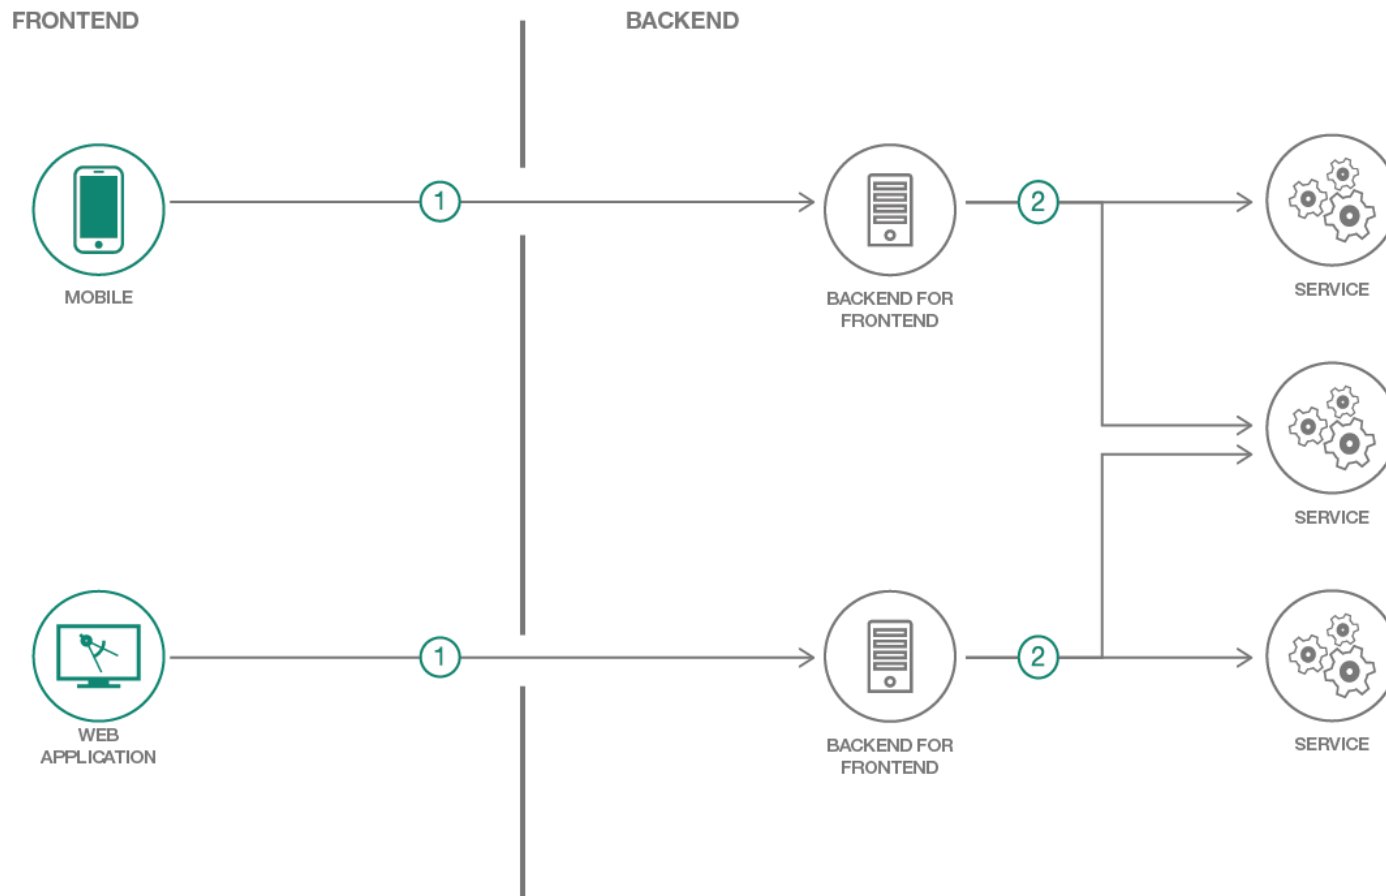 FRONTEND
BACKEND
1
2
MOBILE
BACKEND FOR
FRONTEND
SERVICE
SERVICE
1
2
WEB
APPLICATION
BACKEND FOR
FRONTEND
SERVICE